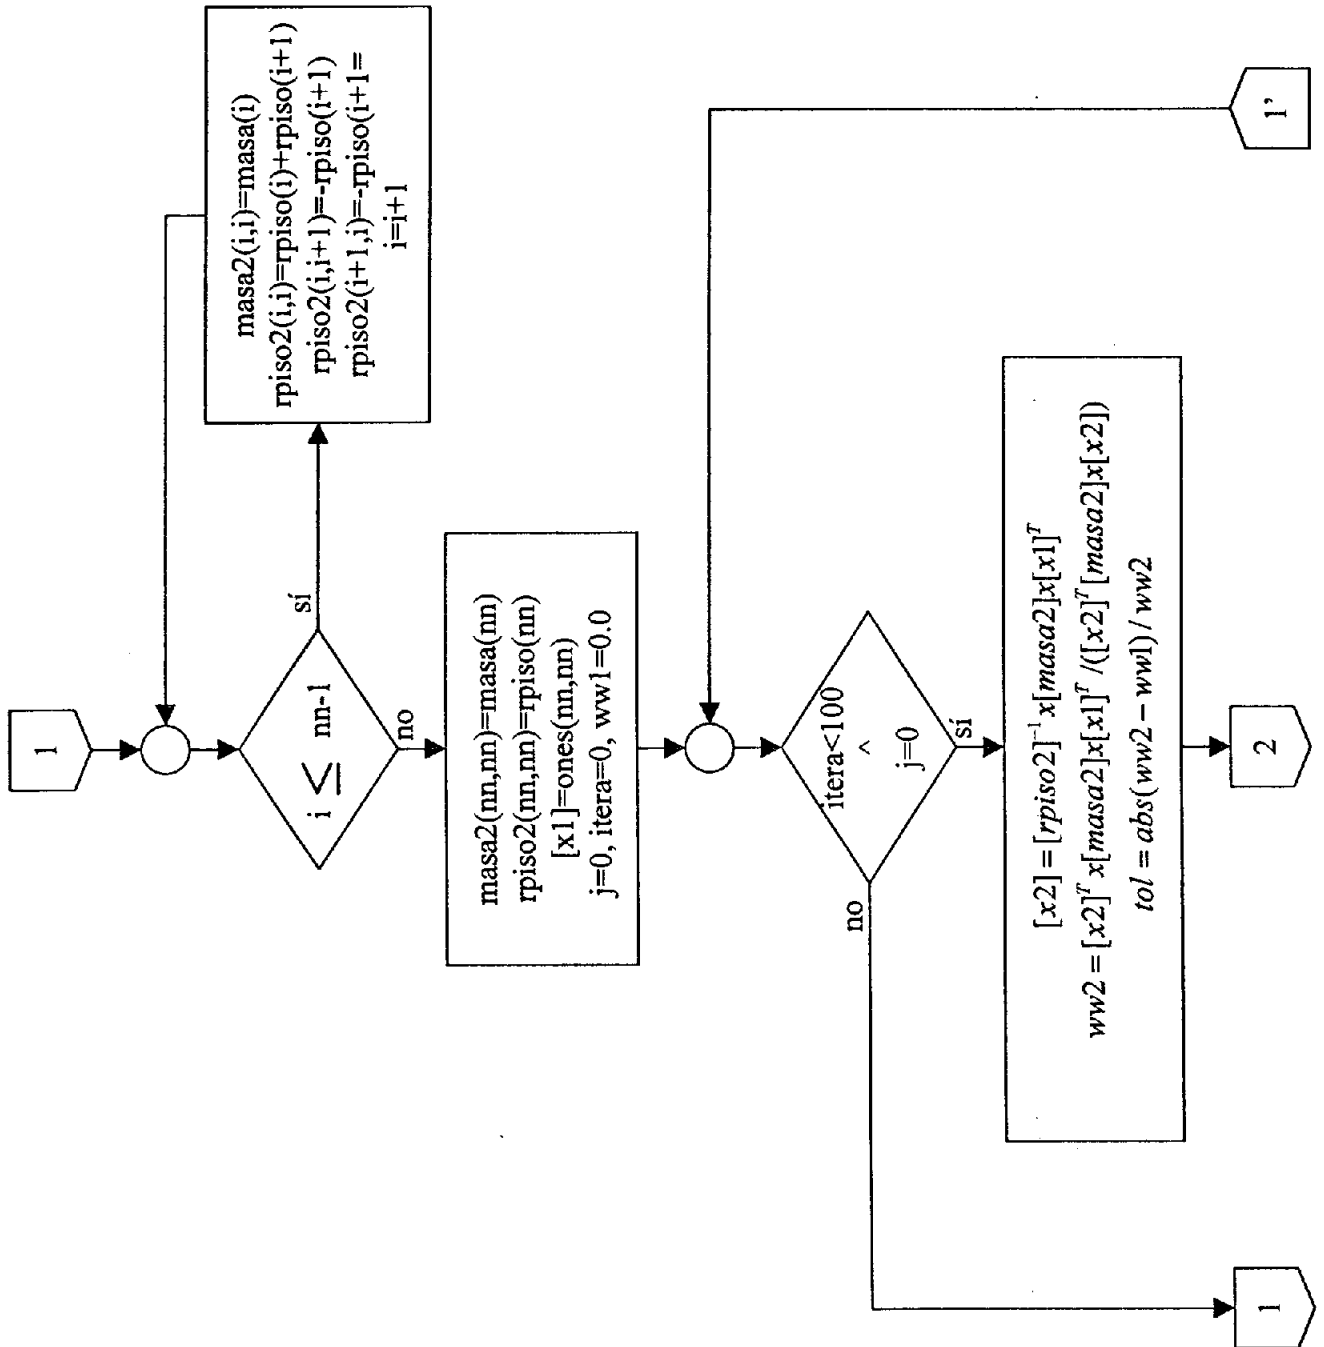 1
i ≤ nn-1
sí
no
masa2(i,i)=masa(i)
rpiso2(i,i)=rpiso(i)+rpiso(i+1)
rpiso2(i,i+1)=-rpiso(i+1)
rpiso2(i+1,i)=-rpiso(i+1=
i=i+1
masa2(nn,nn)=masa(nn)
rpiso2(nn,nn)=rpiso(nn)
[x1]=ones(nn,nn)
j=0, itera=0, ww1=0.0
1'
itera<100
^
j=0
no
sí
[x2] = [rpiso2]⁻¹ x[masa2]x[x1]ᵀ
ww2 = [x2]ᵀ x[masa2]x[x1]ᵀ /([x2]ᵀ [masa2]x[x2])
tol = abs(ww2 − ww1) / ww2
1
2